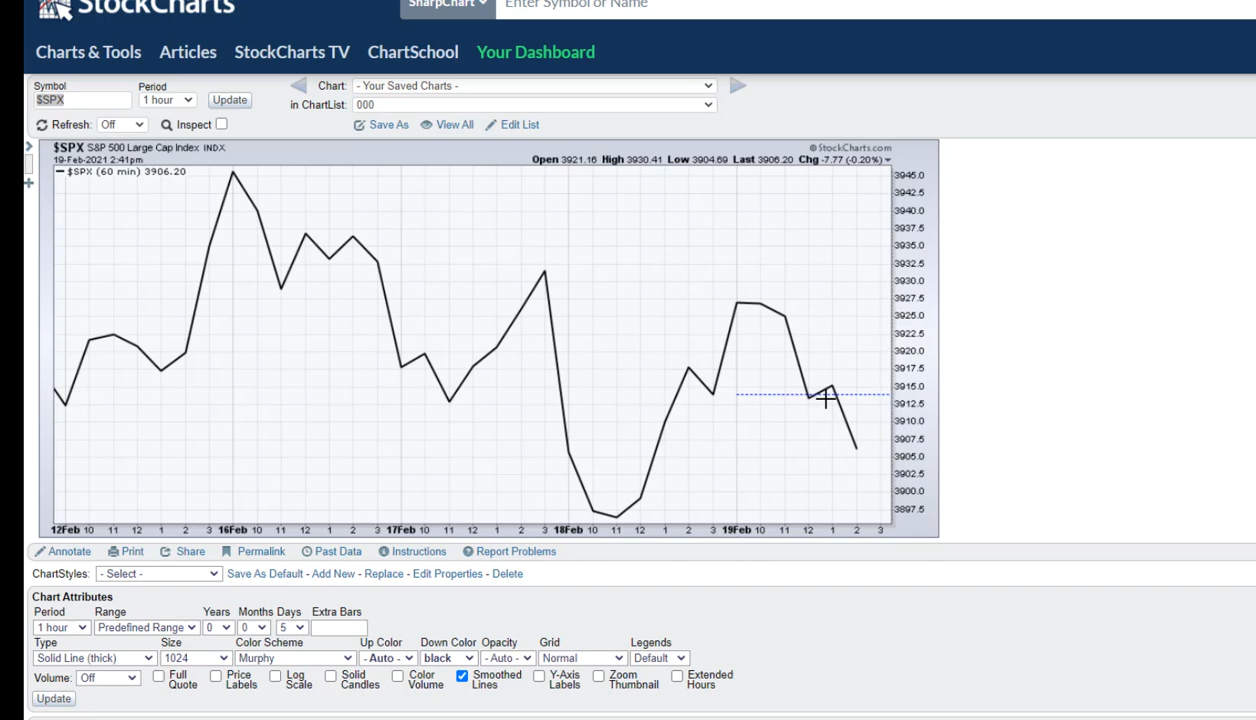 StockCharts
SharpChart
Enter Symbol or Name
Charts & Tools Articles StockCharts TV ChartSchool Your Dashboard
Symbol Period Chart: - Your Saved Charts -
$SPX 1 hour Update in ChartList: 000
Refresh: Off Inspect Save As View All Edit List
$SPX S&P 500 Large Cap Index INDX © StockCharts.com
19-Feb-2021 2:41pm Open 3921.16 High 3930.41 Low 3904.69 Last 3906.20 Chg -7.77 (-0.20%)
$SPX (60 min) 3906.20
3945.0
3942.5
3940.0
3937.5
3935.0
3932.5
3930.0
3927.5
3925.0
3922.5
3920.0
3917.5
3915.0
3912.5
3910.0
3907.5
3905.0
3902.5
3900.0
3897.5
12Feb 10 11 12 1 2 3 16Feb 10 11 12 1 2 3 17Feb 10 11 12 1 2 3 18Feb 10 11 12 1 2 3 19Feb 10 11 12 1 2 3
Annotate Print Share Permalink Past Data Instructions Report Problems
ChartStyles: - Select - Save As Default - Add New - Replace - Edit Properties - Delete
Chart Attributes
Period Range Years Months Days Extra Bars
1 hour Predefined Range 0 0 5
Type Size Color Scheme Up Color Down Color Opacity Grid Legends
Solid Line (thick) 1024 Murphy - Auto - black - Auto - Normal Default
Volume: Off Full Quote Price Labels Log Scale Solid Candles Color Volume Smoothed Lines Y-Axis Labels Zoom Thumbnail Extended Hours
Update